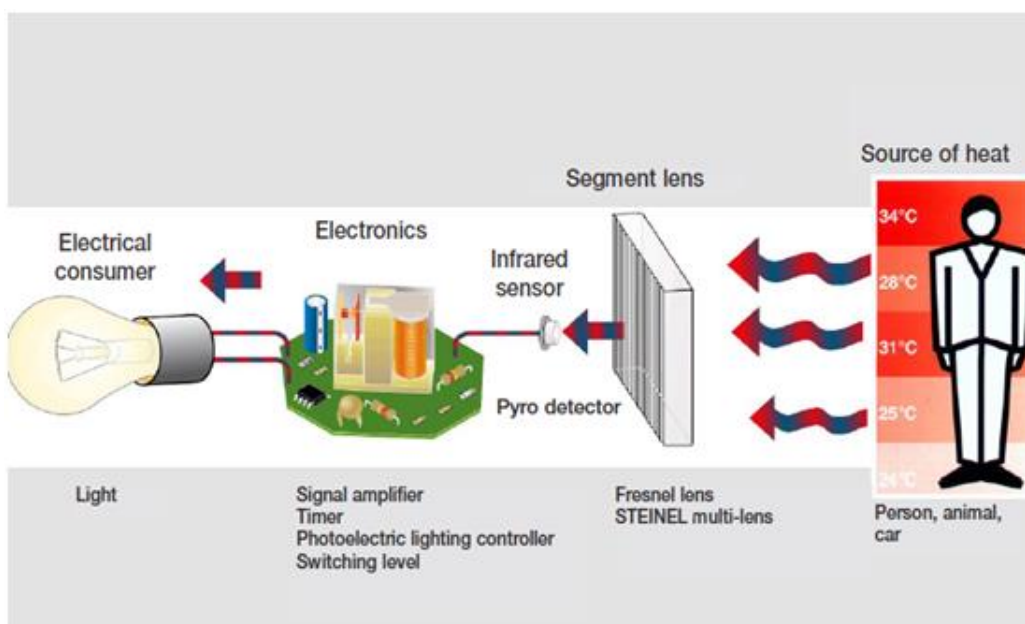 Source of heat
Segment lens
34°C
Electronics
Electrical
consumer
Infrared
sensor
28°C
31°C
Pyro detector
25°C
24°C
Light
Signal amplifier
Timer
Photoelectric lighting controller
Switching level
Fresnel lens
STEINEL multi-lens
Person, animal,
car